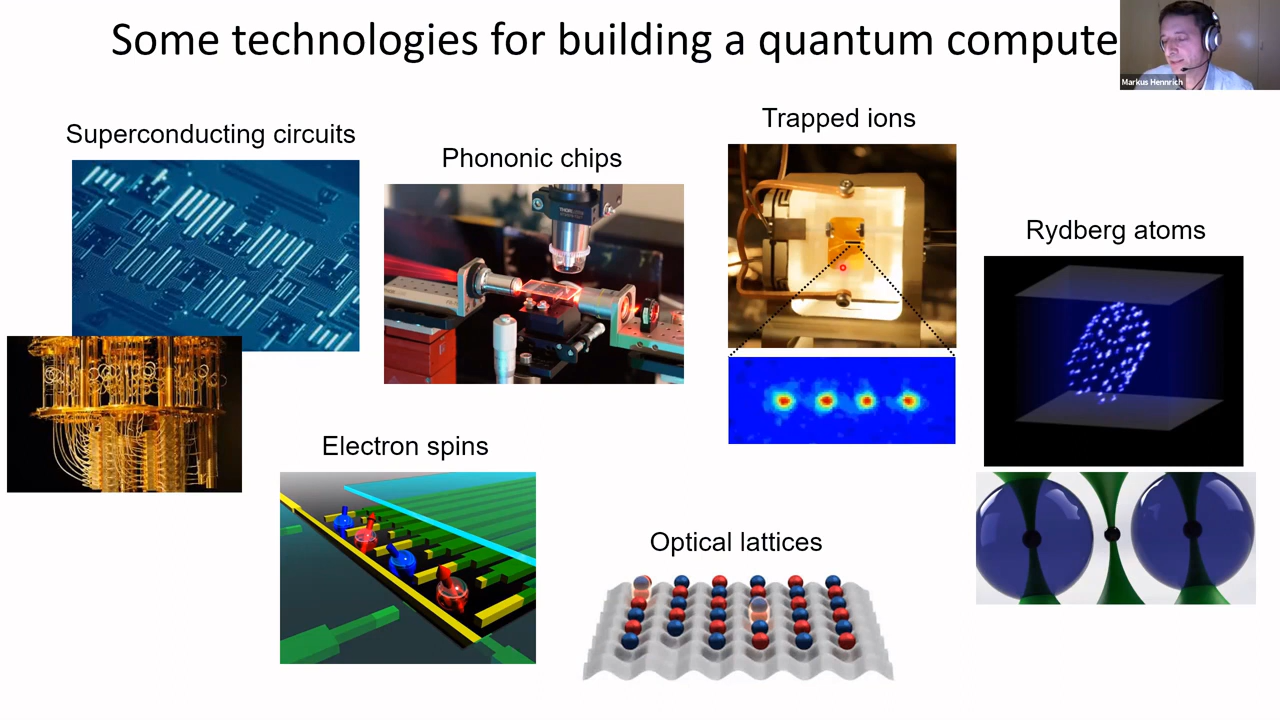 Some technologies for building a quantum compute
Markus Hennrich
Superconducting circuits
Phononic chips
Trapped ions
Rydberg atoms
Electron spins
Optical lattices